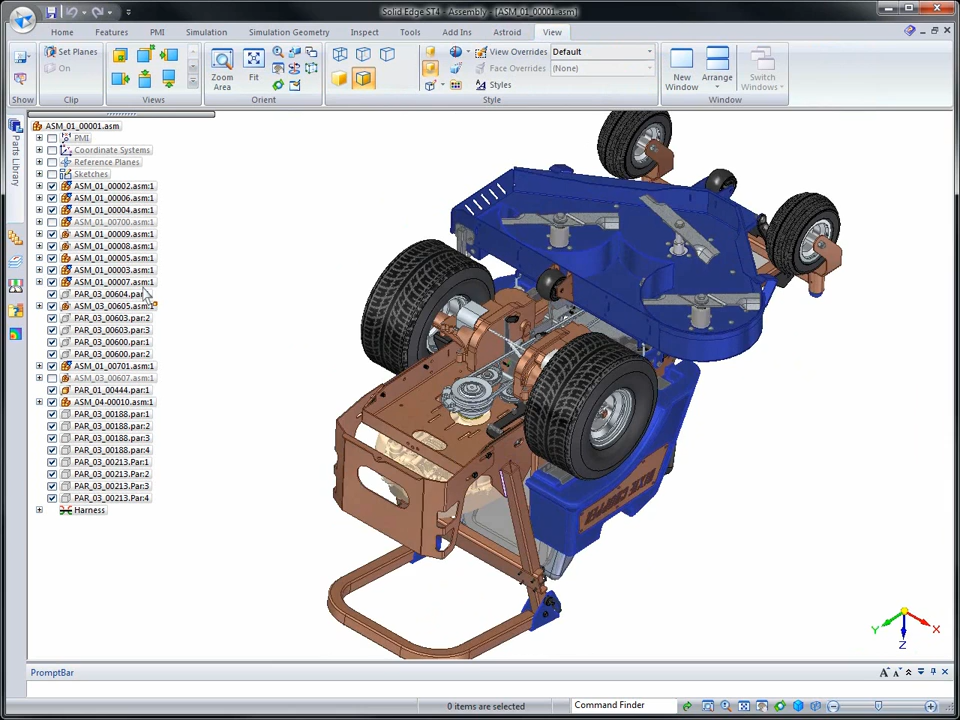 Solid Edge ST4 - Assembly - [ASM_01_00001.asm]
Home Features PMI Simulation Simulation Geometry Inspect Tools Add Ins Astroid View
Set Planes
On
Show
Clip
Views
Zoom Area
Fit
Orient
View Overrides Default
Face Overrides (None)
Styles
Style
New Window
Arrange
Switch Windows
Window
Parts Library
ASM_01_00001.asm
PMI
Coordinate Systems
Reference Planes
Sketches
ASM_01_00002.asm:1
ASM_01_00006.asm:1
ASM_01_00004.asm:1
ASM_01_00700.asm:1
ASM_01_00009.asm:1
ASM_01_00008.asm:1
ASM_01_00005.asm:1
ASM_01_00003.asm:1
ASM_01_00007.asm:1
PAR_03_00604.par
ASM_03_00605.asm:1
PAR_03_00603.par:2
PAR_03_00603.par:3
PAR_03_00600.par:1
PAR_03_00600.par:2
ASM_01_00701.asm:1
ASM_03_00607.asm:1
PAR_01_00444.par:1
ASM_04-00010.asm:1
PAR_03_00188.par:1
PAR_03_00188.par:2
PAR_03_00188.par:3
PAR_03_00188.par:4
PAR_03_00213.Par:1
PAR_03_00213.Par:2
PAR_03_00213.Par:3
PAR_03_00213.Par:4
Harness
Y X
Z
PromptBar
0 items are selected
Command Finder